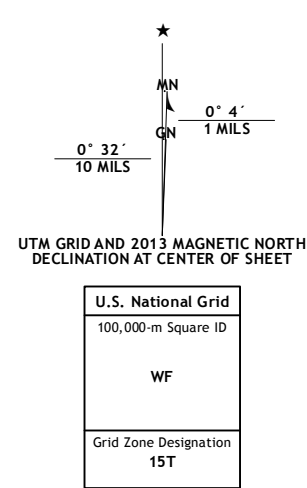 ★
MN
GN
0° 4´
1 MILS
0° 32´
10 MILS
UTM GRID AND 2013 MAGNETIC NORTH
DECLINATION AT CENTER OF SHEET
U.S. National Grid
100,000-m Square ID
WF
Grid Zone Designation
15T